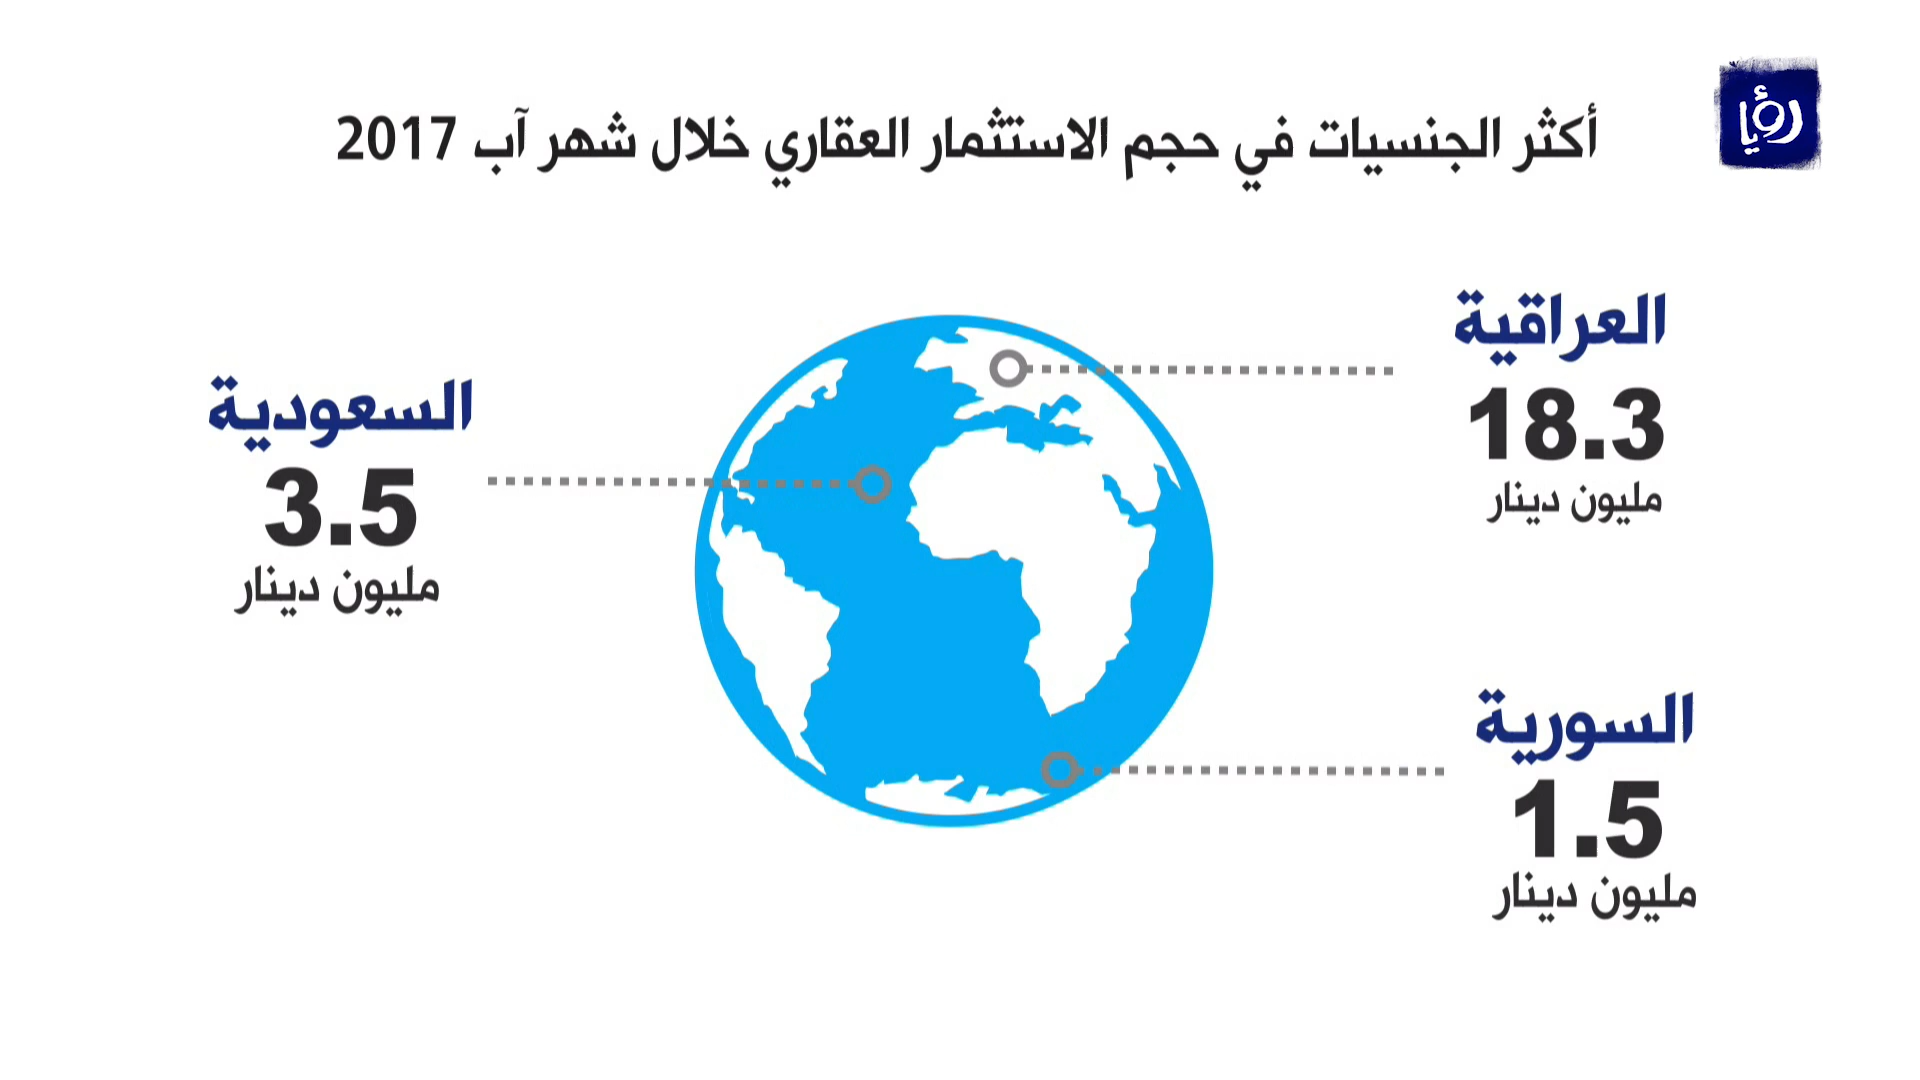 رؤيا
أكثر الجنسيات في حجم الاستثمار العقاري خلال شهر آب 2017
العراقية
18.3
مليون دينار
السعودية
3.5
مليون دينار
السورية
1.5
مليون دينار